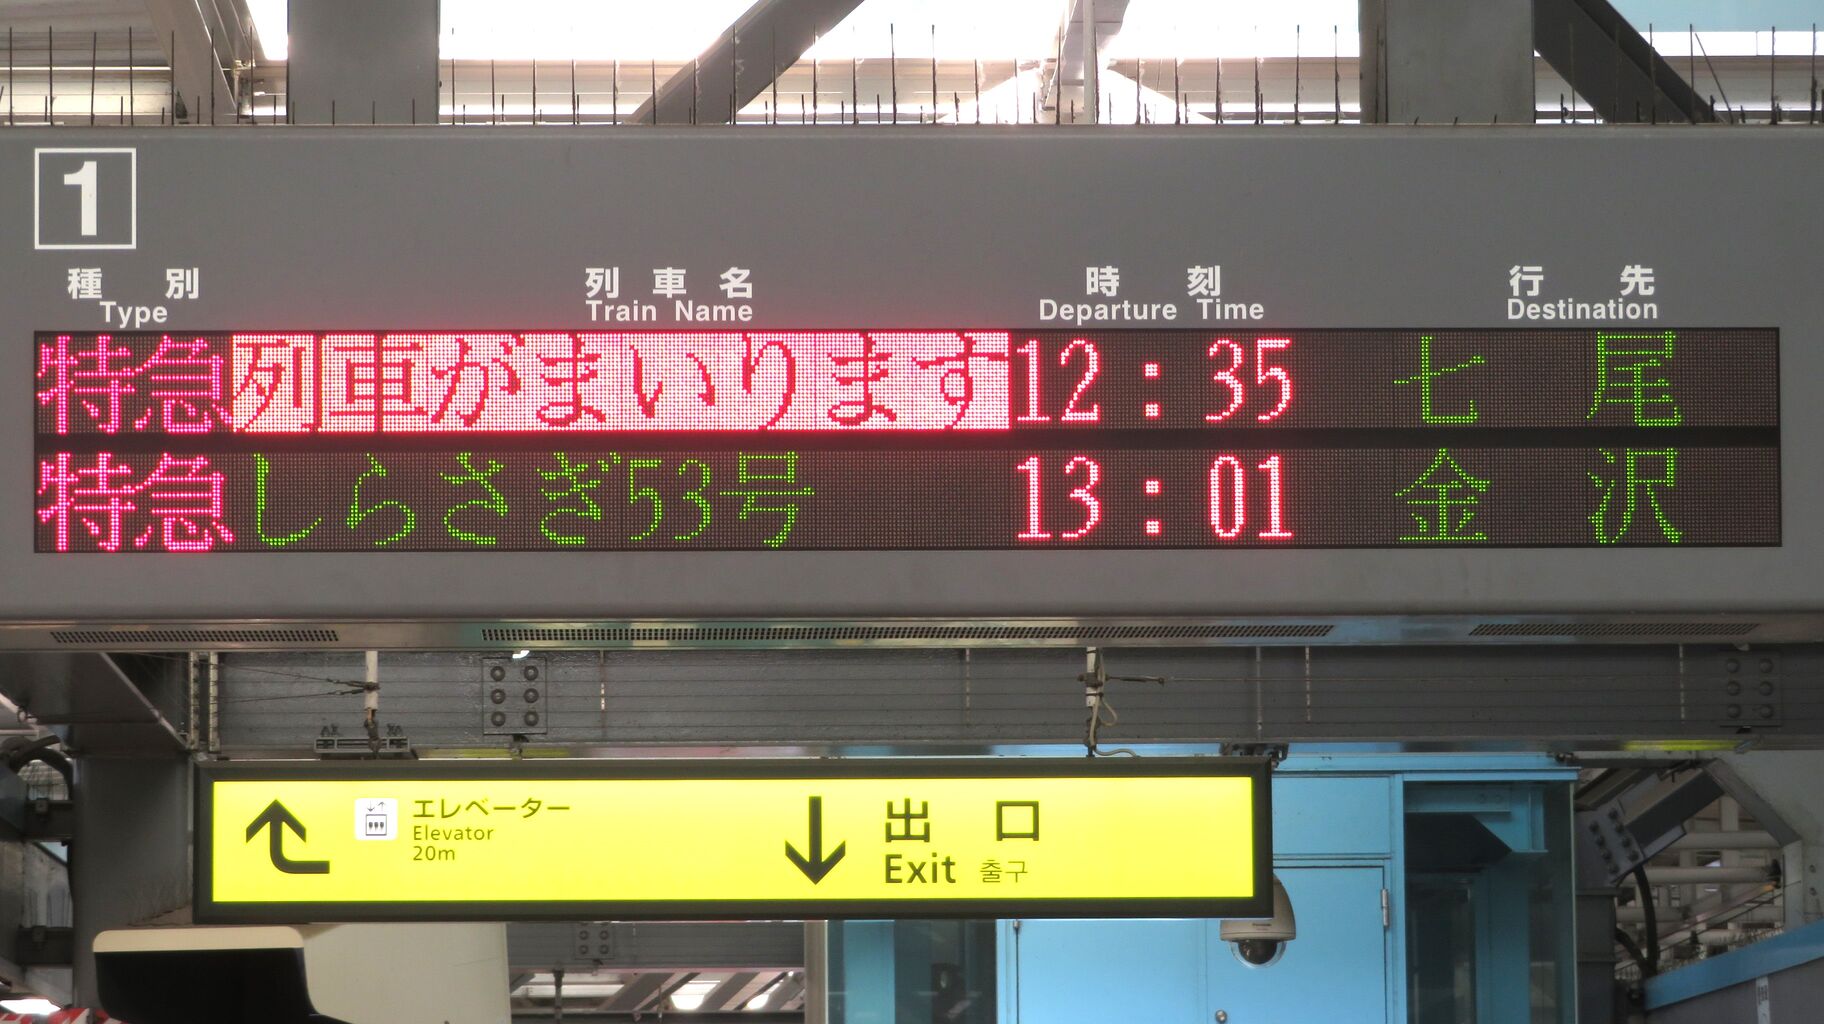 1
種別 列車名 時刻 行先
Type Train Name Departure Time Destination
特急 列車がまいります 12:35 七尾
特急 しらさぎ53号 13:01 金沢
エレベーター
Elevator
20m
出口
Exit 출구